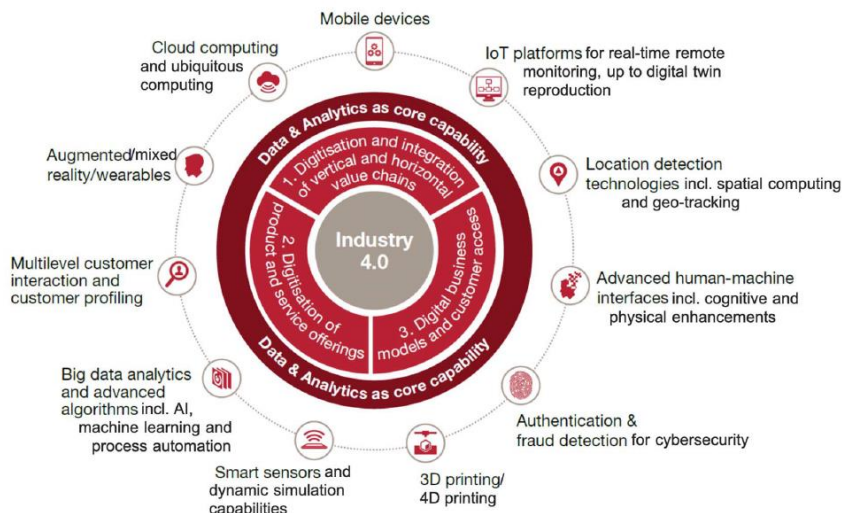 Mobile devices
Cloud computing
and ubiquitous
computing
IoT platforms for real-time remote
monitoring, up to digital twin
reproduction
Augmented/mixed
reality/wearables
Location detection
technologies incl. spatial computing
and geo-tracking
Multilevel customer
interaction and
customer profiling
Advanced human-machine
interfaces incl. cognitive and
physical enhancements
Big data analytics
and advanced
algorithms incl. AI,
machine learning and
process automation
Authentication &
fraud detection for cybersecurity
Smart sensors and
dynamic simulation
capabilities
3D printing/
4D printing
Data & Analytics as core capability
1. Digitisation and integration
of vertical and horizontal
value chains
2. Digitisation of
product and service offerings
3. Digital business
models and customer access
Industry
4.0
Data & Analytics as core capability